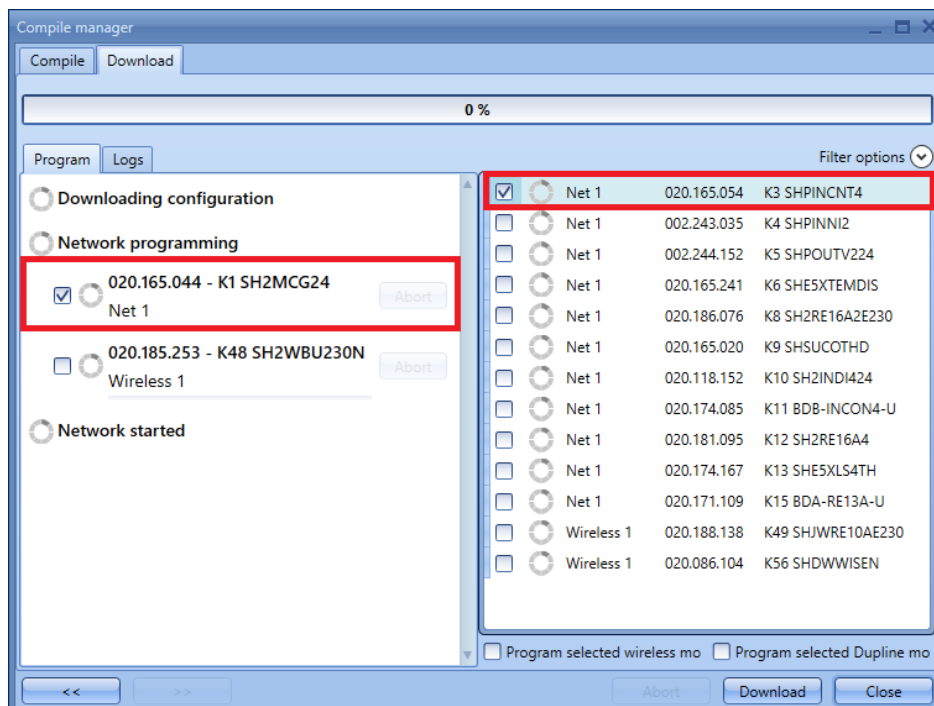 Compile manager
Compile Download
0 %
Program Logs
Filter options
Downloading configuration
Network programming
020.165.044 - K1 SH2MCG24
Net 1
Abort
020.185.253 - K48 SH2WBU230N
Wireless 1
Abort
Network started
Net 1 020.165.054 K3 SHPINCNT4
Net 1 002.243.035 K4 SHPINNI2
Net 1 002.244.152 K5 SHPOUTV224
Net 1 020.165.241 K6 SHE5XTEMDIS
Net 1 020.186.076 K8 SH2RE16A2E230
Net 1 020.165.020 K9 SHSUCOTHD
Net 1 020.118.152 K10 SH2INDI424
Net 1 020.174.085 K11 BDB-INCON4-U
Net 1 020.181.095 K12 SH2RE16A4
Net 1 020.174.167 K13 SHE5XLS4TH
Net 1 020.171.109 K15 BDA-RE13A-U
Wireless 1 020.188.138 K49 SHJWRE10AE230
Wireless 1 020.086.104 K56 SHDWWISEN
Program selected wireless mo Program selected Dupline mo
<< >> Abort Download Close